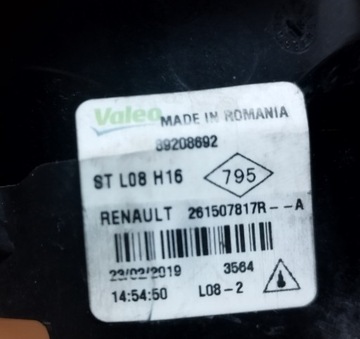 Valeo MADE IN ROMANIA
89208692
ST L08 H16 795
RENAULT 261507817R--A
23/02/2019 3564
14:54:50 L08-2